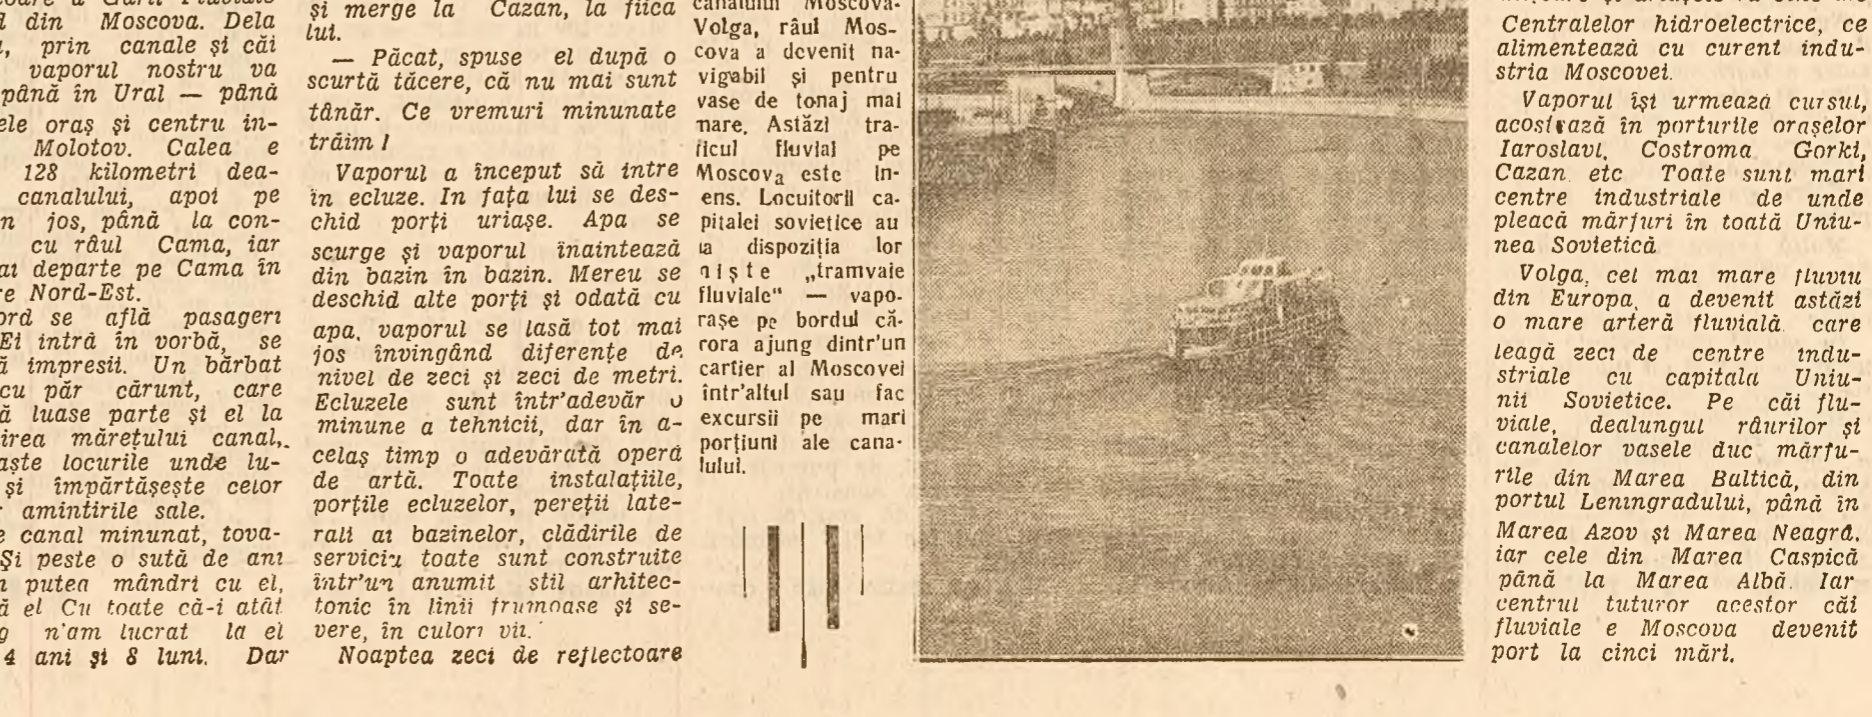 din Moscova. Dela
prin canale și căi
vaporul nostru va
până în Ural — până
oraș și centru in-
Molotov. Calea e
128 kilometri dea-
canalului, apoi pe
jos, până la con-
cu râul Cama, iar
departe pe Cama în
Nord-Est.
se află pasageri
Ei intră în vorbă, se
impresii. Un bărbat
cu păr cărunt, care
luase parte și el la
mărețului canal,
locurile unde lu-
și împărtășește celor
amintirile sale.
canal minunat, tova-
Și peste o sută de ani
putea mândri cu el,
el Cu toate că-i atât
n'am lucrat la el
4 ani și 8 luni. Dar
și merge la Cazan, la fiica
lui.
— Păcat, spuse el după o
scurtă tăcere, că nu mai sunt
tânăr. Ce vremuri minunate
trăim !
Vaporul a început să intre
în ecluze. In fața lui se des-
chid porți uriașe. Apa se
scurge și vaporul înaintează
din bazin în bazin. Mereu se
deschid alte porți și odată cu
apa, vaporul se lasă tot mai
jos învingând diferențe de
nivel de zeci și zeci de metri.
Ecluzele sunt într'adevăr o
minune a tehnicii, dar în a-
celaș timp o adevărată operă
de artă. Toate instalațiile,
porțile ecluzelor, pereții late-
rali ai bazinelor, clădirile de
serviciu toate sunt construite
într'un anumit stil arhitec-
tonic în linii frumoase și se-
vere, în culori vii.
Noaptea zeci de reflectoare
canalului Moscova-
Volga, râul Mos-
cova a devenit na-
vigabil și pentru
vase de tonaj mai
mare. Astăzi tra-
ficul fluvial pe
Moscova este in-
ens. Locuitorii ca-
pitalei sovietice au
la dispoziția lor
niște „tramvaie
fluviale“ — vapo-
rașe pe bordul că-
rora ajung dintr'un
cartier al Moscovei
într'altul sau fac
excursii pe mari
porțiuni ale cana-
lului.
Centralelor hidroelectrice, ce
alimentează cu curent indu-
stria Moscovei.
Vaporul își urmează cursul,
acostează în porturile orașelor
Iaroslavl, Costroma Gorki,
Cazan etc Toate sunt mari
centre industriale de unde
pleacă mărfuri în toată Uniu-
nea Sovietică
Volga, cel mai mare fluviu
din Europa, a devenit astăzi
o mare arteră fluvială care
leagă zeci de centre indu-
striale cu capitala Uniu-
nii Sovietice. Pe căi flu-
viale, dealungul râurilor și
canalelor vasele duc mărfu-
rile din Marea Baltică, din
portul Leningradului, până în
Marea Azov și Marea Neagră,
iar cele din Marea Caspică
până la Marea Albă. Iar
centrul tuturor acestor căi
fluviale e Moscova devenit
port la cinci mări.